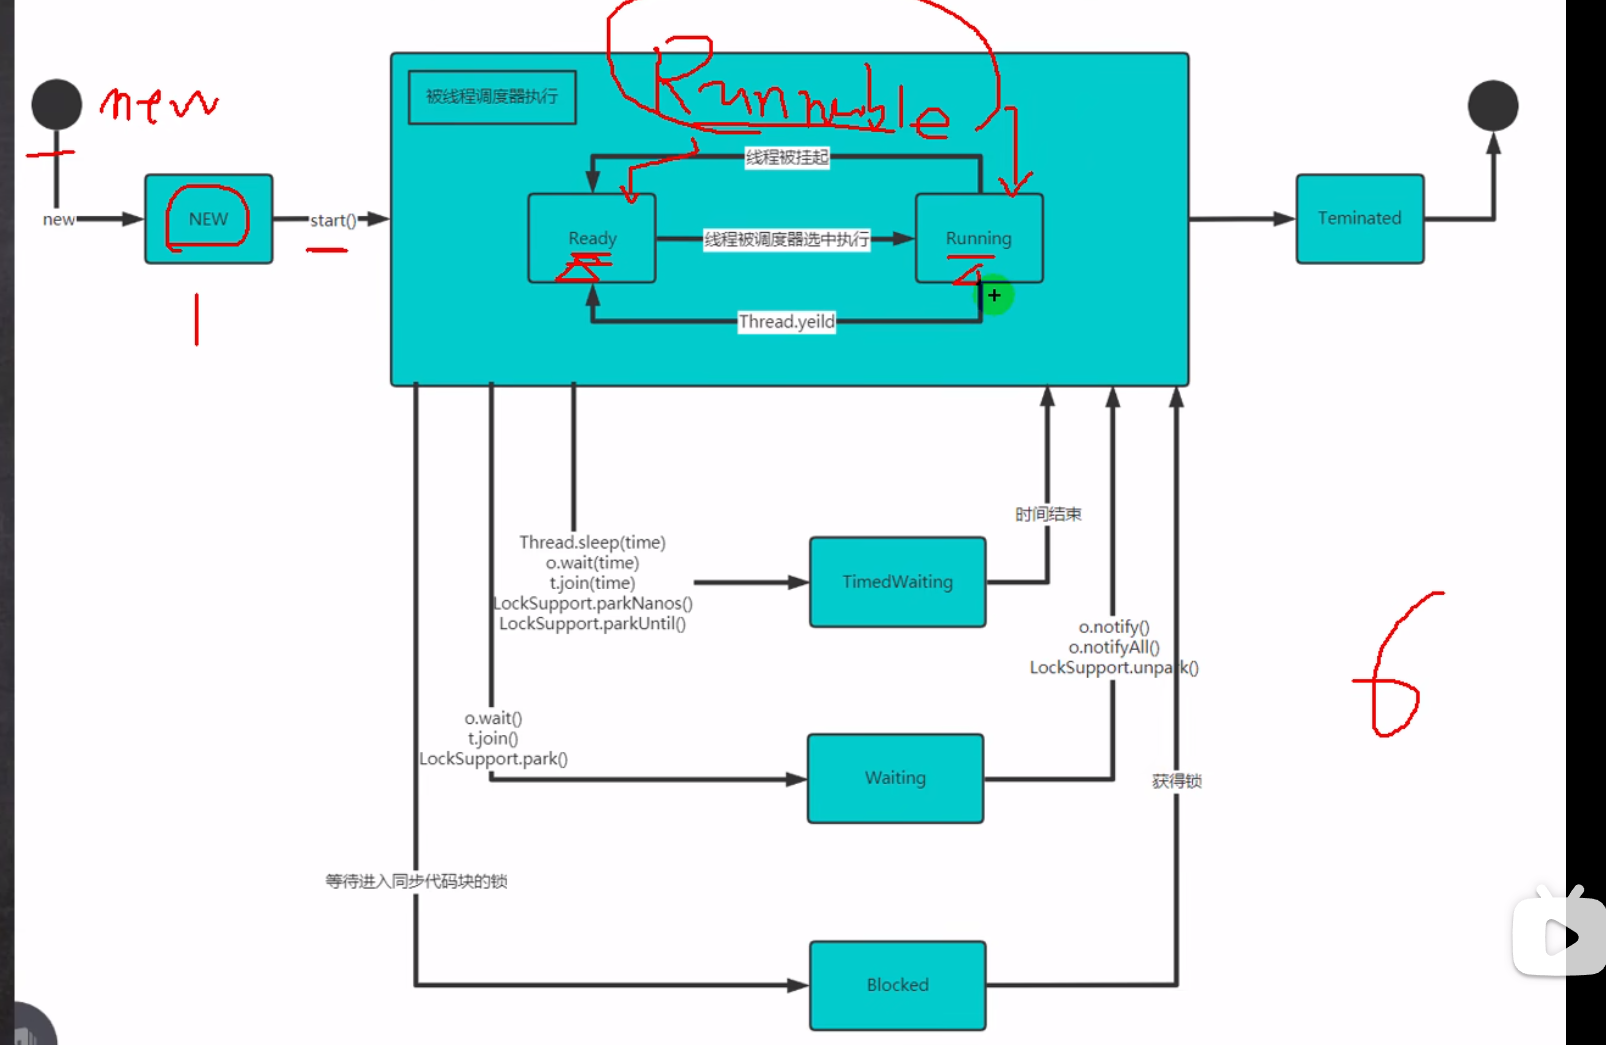 new
Runnable
被线程调度器执行
线程被挂起
new
NEW
start()
Ready
线程被调度器选中执行
Running
Teminated
1
Thread.yeild
时间结束
Thread.sleep(time)
o.wait(time)
t.join(time)
LockSupport.parkNanos()
LockSupport.parkUntil()
TimedWaiting
o.notify()
o.notifyAll()
LockSupport.unpark()
6
o.wait()
t.join()
LockSupport.park()
Waiting
获得锁
等待进入同步代码块的锁
Blocked